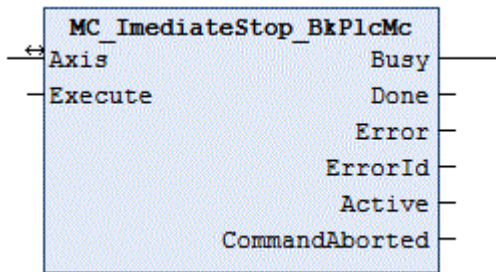 MC_ImediateStop_BkPlcMc
Axis Busy
Execute Done
Error
ErrorId
Active
CommandAborted